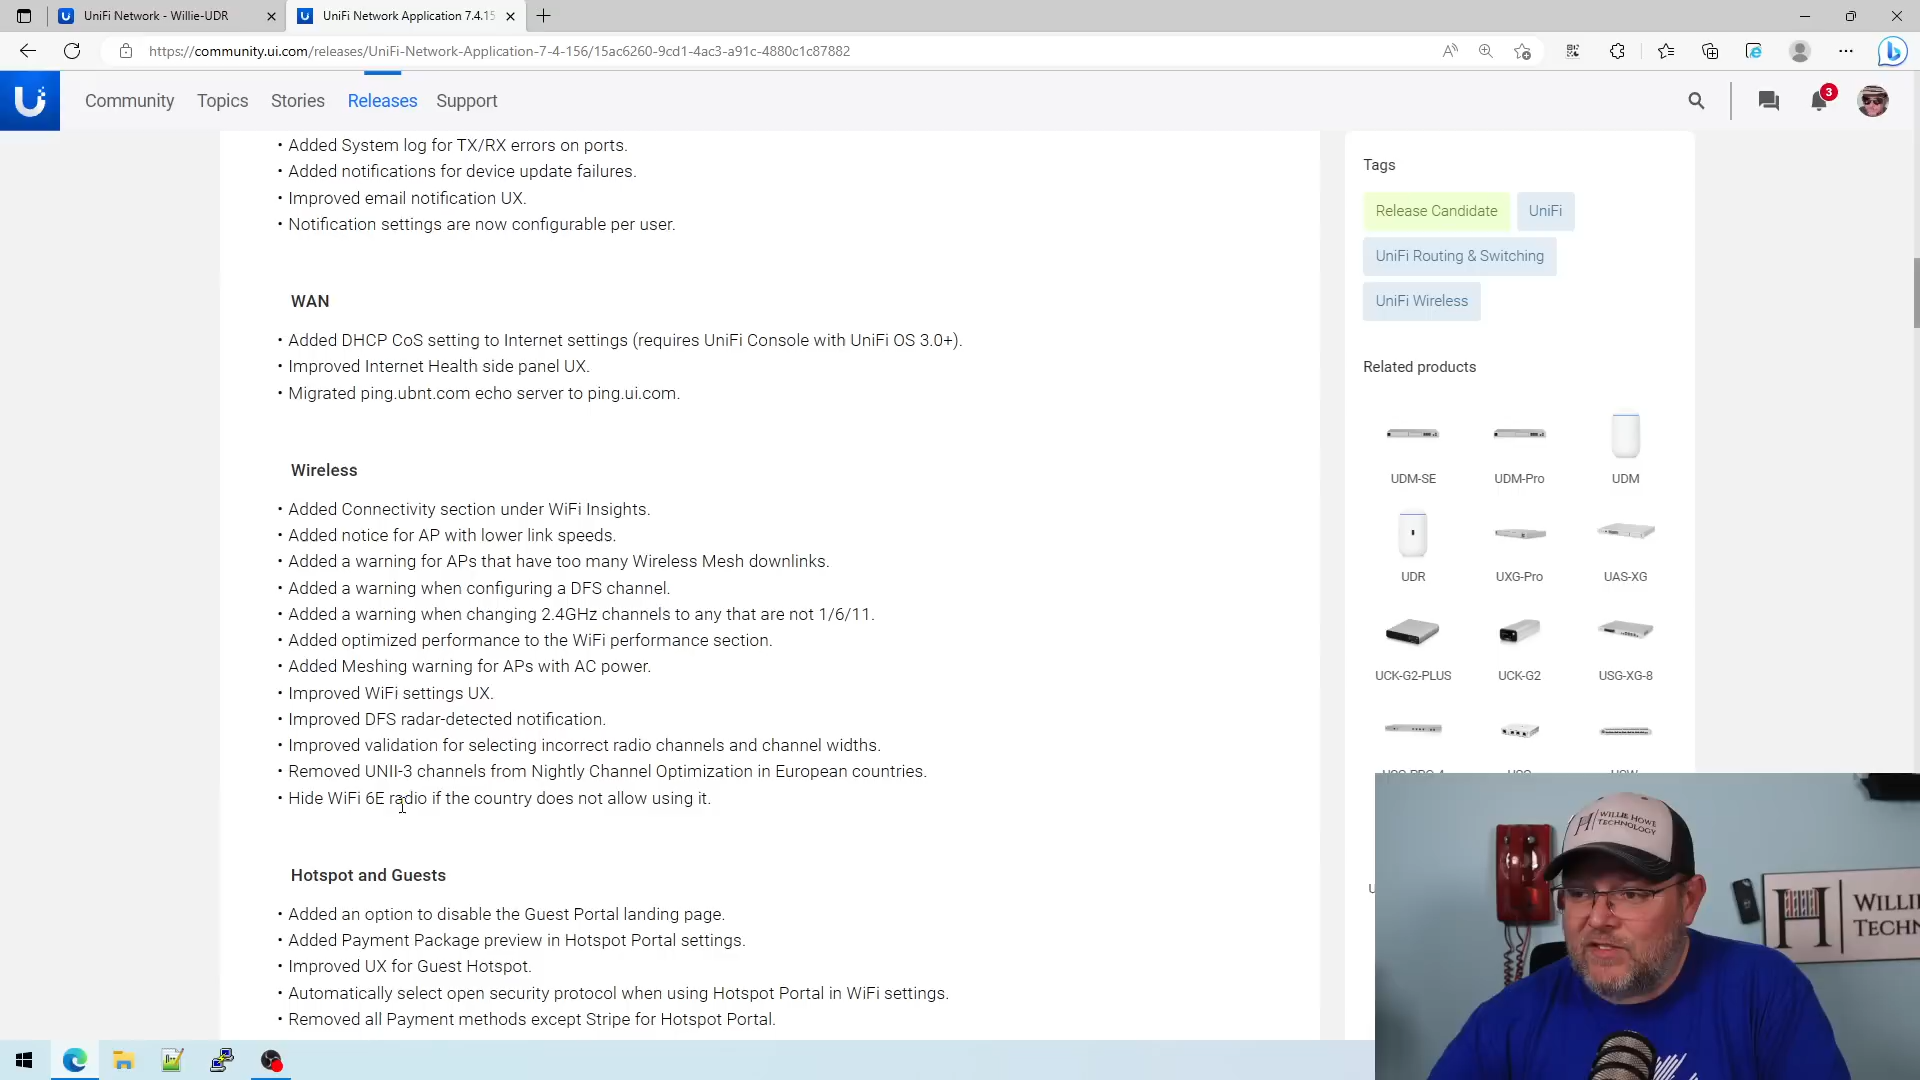 UniFi Network - Willie-UDR
UniFi Network Application 7.4.15
https://community.ui.com/releases/UniFi-Network-Application-7-4-156/15ac6260-9cd1-4ac3-a91c-4880c1c87882
Community
Topics
Stories
Releases
Support
3
• Added System log for TX/RX errors on ports.
• Added notifications for device update failures.
• Improved email notification UX.
• Notification settings are now configurable per user.
WAN
• Added DHCP CoS setting to Internet settings (requires UniFi Console with UniFi OS 3.0+).
• Improved Internet Health side panel UX.
• Migrated ping.ubnt.com echo server to ping.ui.com.
Wireless
• Added Connectivity section under WiFi Insights.
• Added notice for AP with lower link speeds.
• Added a warning for APs that have too many Wireless Mesh downlinks.
• Added a warning when configuring a DFS channel.
• Added a warning when changing 2.4GHz channels to any that are not 1/6/11.
• Added optimized performance to the WiFi performance section.
• Added Meshing warning for APs with AC power.
• Improved WiFi settings UX.
• Improved DFS radar-detected notification.
• Improved validation for selecting incorrect radio channels and channel widths.
• Removed UNII-3 channels from Nightly Channel Optimization in European countries.
• Hide WiFi 6E radio if the country does not allow using it.
Hotspot and Guests
• Added an option to disable the Guest Portal landing page.
• Added Payment Package preview in Hotspot Portal settings.
• Improved UX for Guest Hotspot.
• Automatically select open security protocol when using Hotspot Portal in WiFi settings.
• Removed all Payment methods except Stripe for Hotspot Portal.
Tags
Release Candidate
UniFi
UniFi Routing & Switching
UniFi Wireless
Related products
UDM-SE
UDM-Pro
UDM
UDR
UXG-Pro
UAS-XG
UCK-G2-PLUS
UCK-G2
USG-XG-8
WILLIE HOWE
TECHNOLOGY
WILLI
TECHN